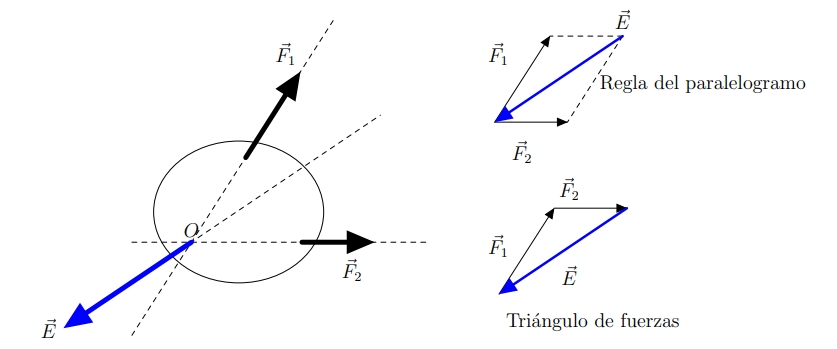 $\vec{F}_1$
O
$\vec{F}_2$
$\vec{E}$
$\vec{E}$
$\vec{F}_1$
Regla del paralelogramo
$\vec{F}_2$
$\vec{F}_2$
$\vec{F}_1$
$\vec{E}$
Triángulo de fuerzas